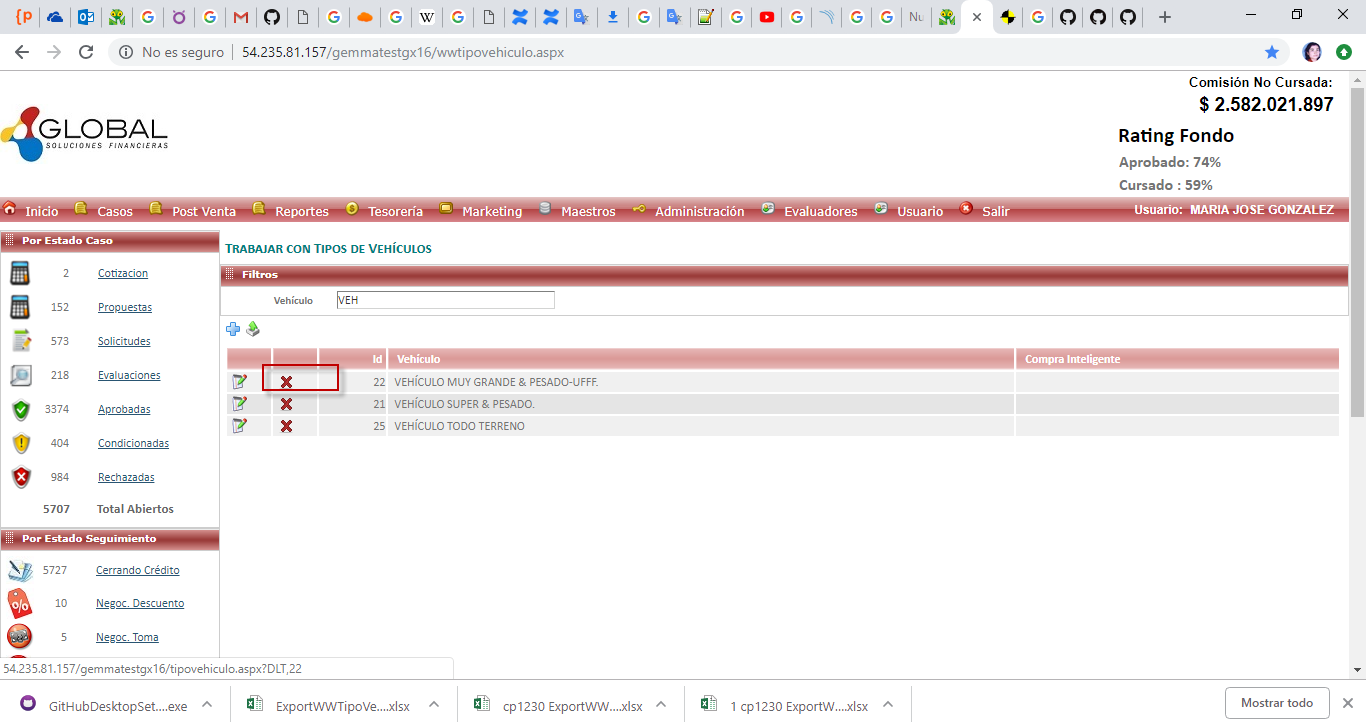 Nu
No es seguro
54.235.81.157/gemmatestgx16/wwtipovehiculo.aspx
Comisión No Cursada:
$ 2.582.021.897
GLOBAL
SOLUCIONES FINANCIERAS
Rating Fondo
Aprobado: 74%
Cursado : 59%
Inicio Casos Post Venta Reportes Tesorería Marketing Maestros Administración Evaluadores Usuario Salir Usuario: MARIA JOSE GONZALEZ
Por Estado Caso
2 Cotizacion
152 Propuestas
573 Solicitudes
218 Evaluaciones
3374 Aprobadas
404 Condicionadas
984 Rechazadas
5707 Total Abiertos
Por Estado Seguimiento
5727 Cerrando Crédito
10 Negoc. Descuento
5 Negoc. Toma
TRABAJAR CON TIPOS DE VEHÍCULOS
Filtros
Vehículo VEH
Id Vehículo Compra Inteligente
22 VEHÍCULO MUY GRANDE & PESADO-UFFF.
21 VEHÍCULO SUPER & PESADO.
25 VEHÍCULO TODO TERRENO
54.235.81.157/gemmatestgx16/tipovehiculo.aspx?DLT,22
GitHubDesktopSet....exe ExportWWTipoVe....xlsx cp1230 ExportWW....xlsx 1 cp1230 ExportW....xlsx Mostrar todo